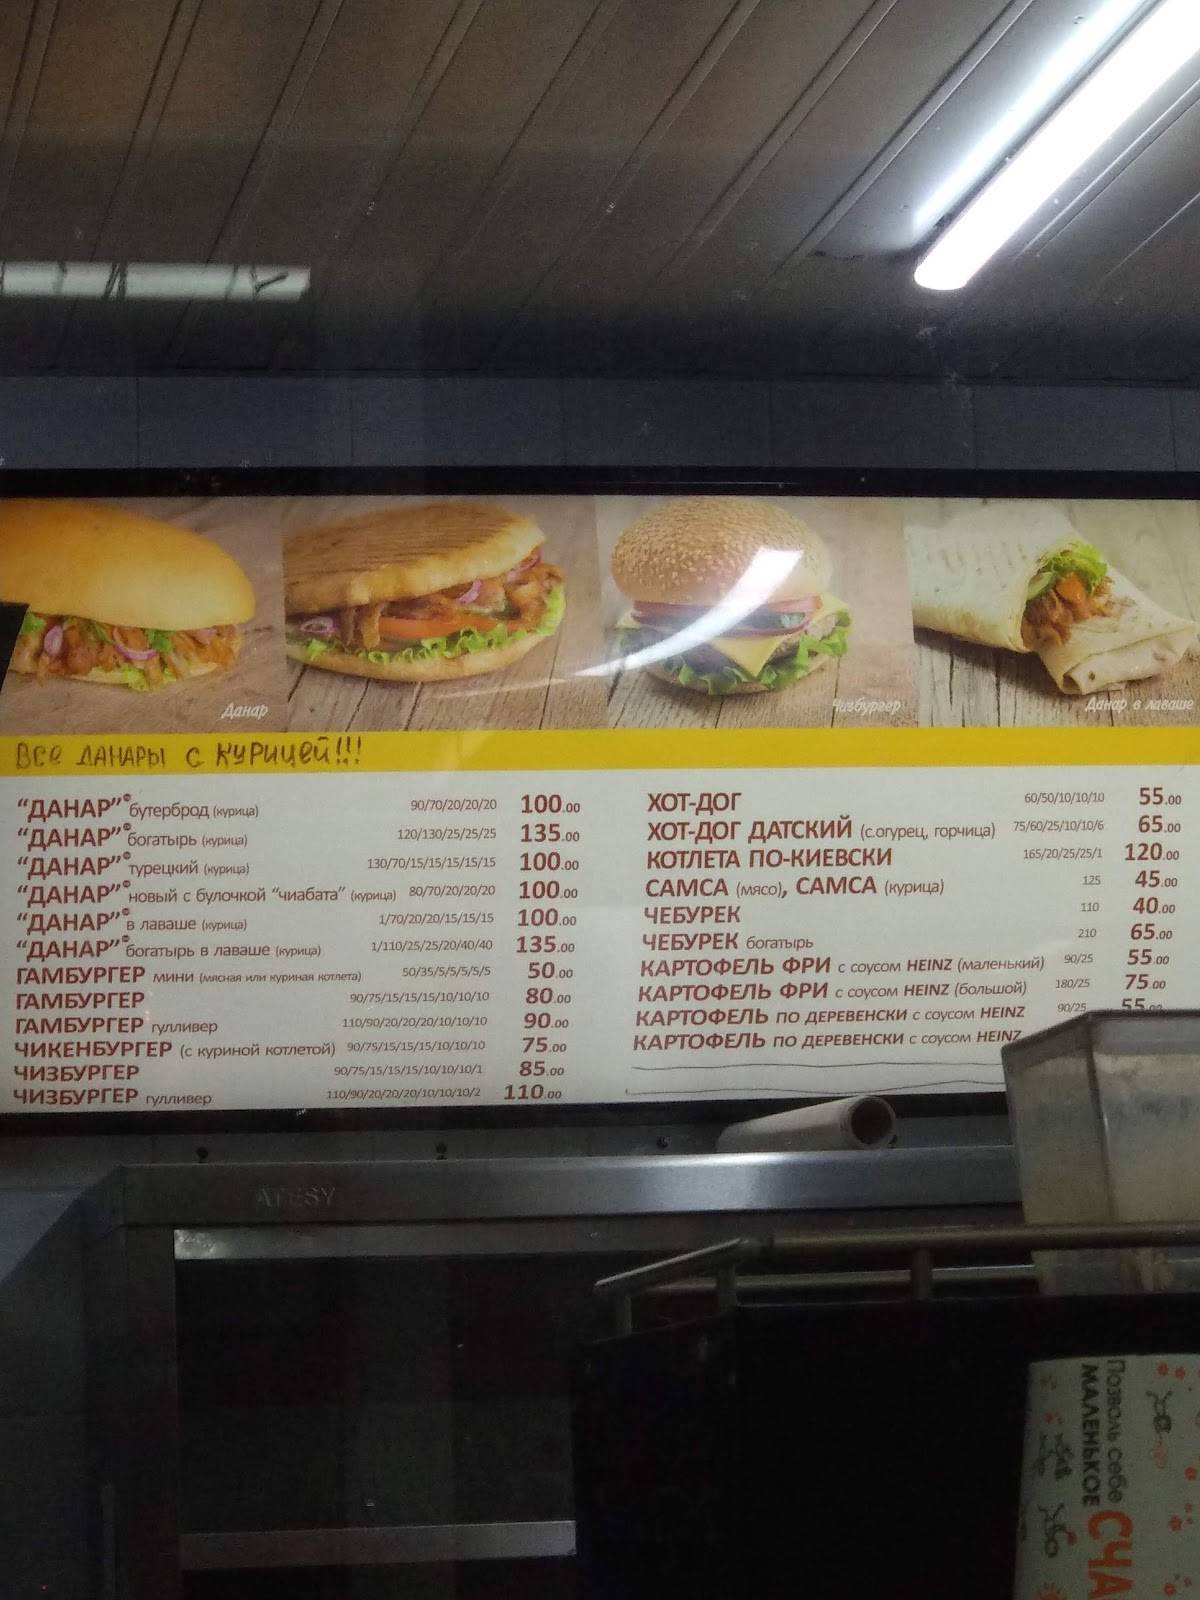 Данар
Чизбургер
Данар в лаваше
Все ДАНАРЫ с КУРИЦЕЙ!!!
“ДАНАР” бутерброд (курица) 90/70/20/20/20 100.00
“ДАНАР” богатырь (курица) 120/130/25/25/25 135.00
“ДАНАР” турецкий (курица) 130/70/15/15/15/15/15 100.00
“ДАНАР” новый с булочкой “чиабата” (курица) 80/70/20/20/20 100.00
“ДАНАР” в лаваше (курица) 1/70/20/20/15/15/15 100.00
“ДАНАР” богатырь в лаваше (курица) 1/110/25/25/20/40/40 135.00
ГАМБУРГЕР мини (мясная или куриная котлета) 50/35/5/5/5/5/5 50.00
ГАМБУРГЕР 90/75/15/15/15/10/10/10 80.00
ГАМБУРГЕР гулливер 110/90/20/20/20/10/10/10 90.00
ЧИКЕНБУРГЕР (с куриной котлетой) 90/75/15/15/15/10/10/10 75.00
ЧИЗБУРГЕР 90/75/15/15/15/10/10/10/1 85.00
ЧИЗБУРГЕР гулливер 110/90/20/20/20/10/10/10/2 110.00
ХОТ-ДОГ 60/50/10/10/10 55.00
ХОТ-ДОГ ДАТСКИЙ (с.огурец, горчица) 75/60/25/10/10/6 65.00
КОТЛЕТА ПО-КИЕВСКИ 165/20/25/25/1 120.00
САМСА (мясо), САМСА (курица) 125 45.00
ЧЕБУРЕК 110 40.00
ЧЕБУРЕК богатырь 210 65.00
КАРТОФЕЛЬ ФРИ с соусом HEINZ (маленький) 90/25 55.00
КАРТОФЕЛЬ ФРИ с соусом HEINZ (большой) 180/25 75.00
КАРТОФЕЛЬ ПО ДЕРЕВЕНСКИ с соусом HEINZ 90/25 55.00
КАРТОФЕЛЬ ПО ДЕРЕВЕНСКИ с соусом HEINZ
ATESY
Позволь себе
МАЛЕНЬКОЕ
СЧА